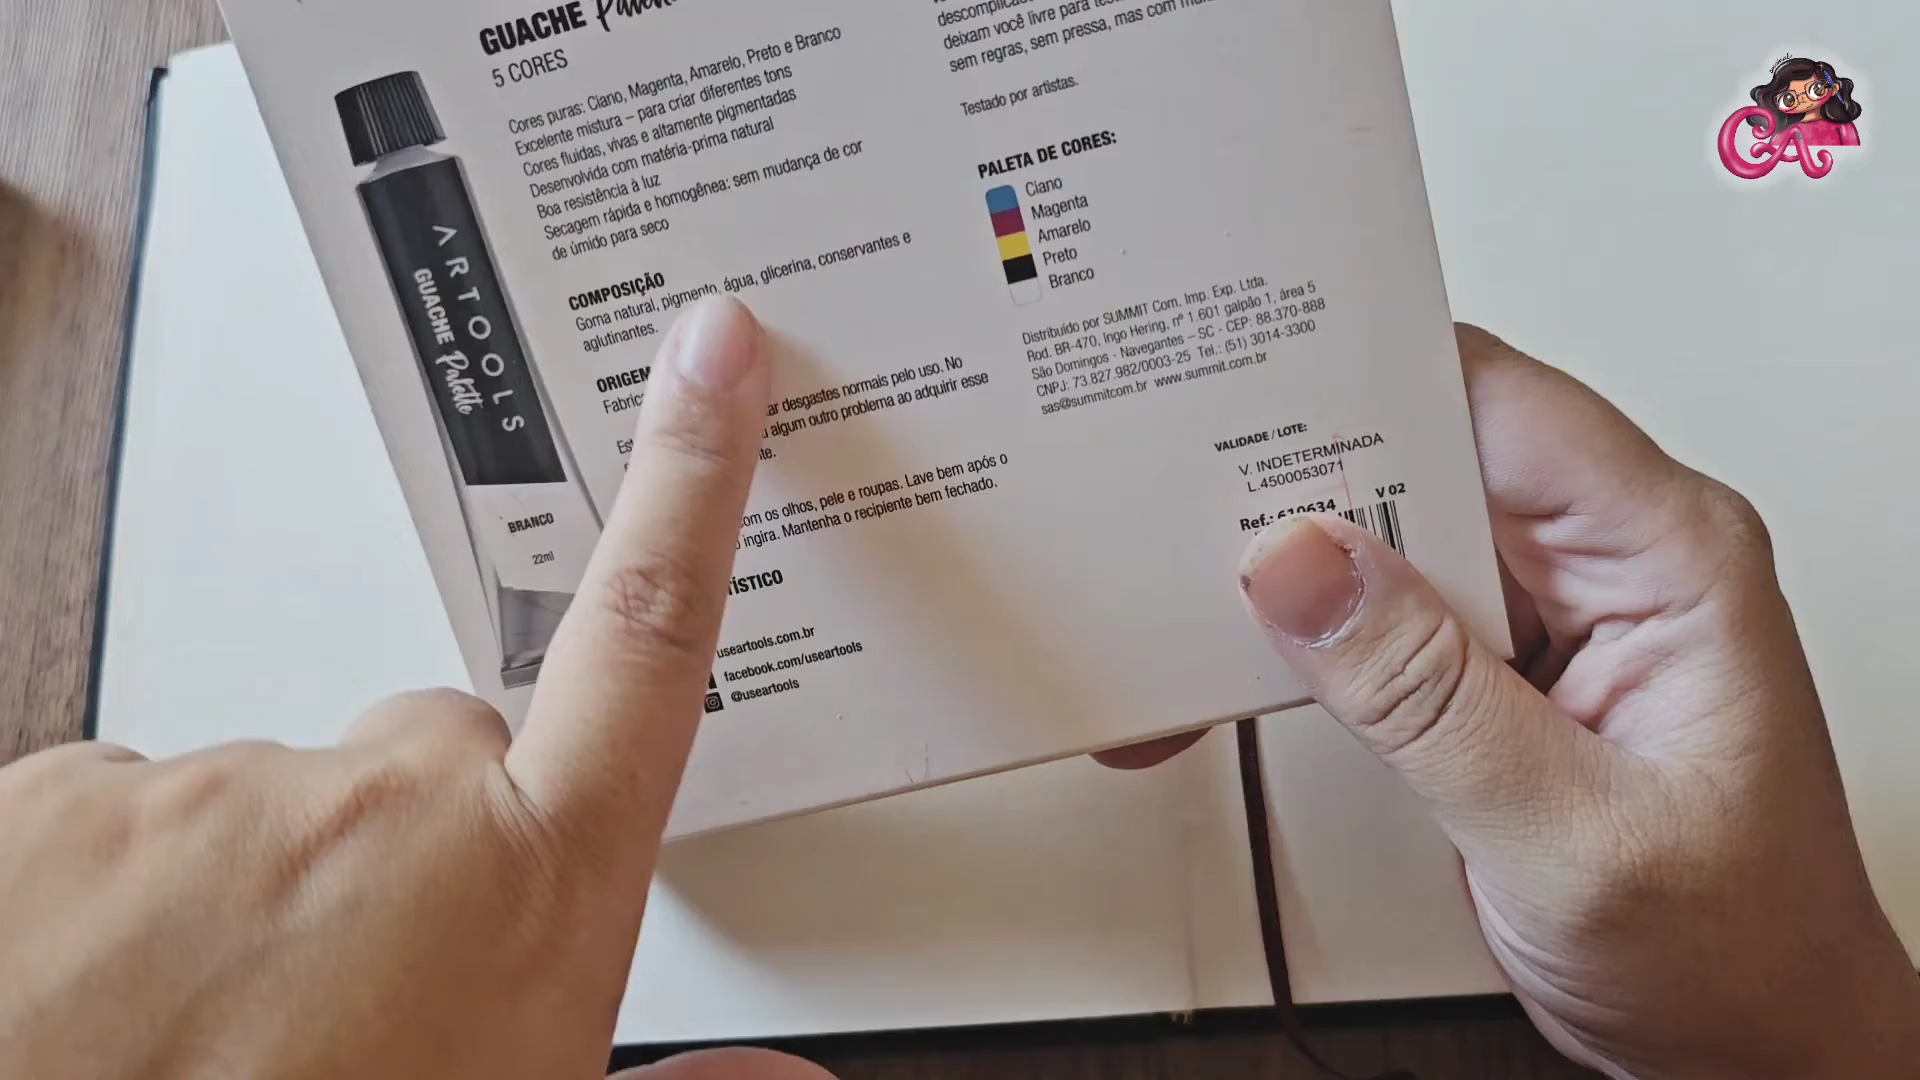 GUACHE
5 CORES
Cores puras: Ciano, Magenta, Amarelo, Preto e Branco
Excelente mistura – para criar diferentes tons
Cores fluidas, vivas e altamente pigmentadas
Desenvolvida com matéria-prima natural
Boa resistência à luz
Secagem rápida e homogênea: sem mudança de cor
de úmido para seco
COMPOSIÇÃO
Goma natural, pigmento, água, glicerina, conservantes e
aglutinantes.
desgastes normais pelo uso. No
algum outro problema ao adquirir esse
os olhos, pele e roupas. Lave bem após o
ingira. Mantenha o recipiente bem fechado.
useartools.com.br
facebook.com/useartools
@useartools
ARTOOLS
GUACHE Palette
BRANCO
22ml
deixam você livre para
sem regras, sem pressa, mas com
Testado por artistas.
PALETA DE CORES:
Ciano
Magenta
Amarelo
Preto
Branco
Distribuído por SUMMIT Com. Imp. Exp. Ltda.
Rod. BR-470, Ingo Hering, nº 1.601 galpão 1, área 5
São Domingos - Navegantes – SC - CEP: 88.370-888
CNPJ: 73.827.982/0003-25 Tel.: (51) 3014-3300
sas@summitcom.br www.summit.com.br
VALIDADE / LOTE:
V. INDETERMINADA
L.4500053071
V 02
Ref.: 610634
CA